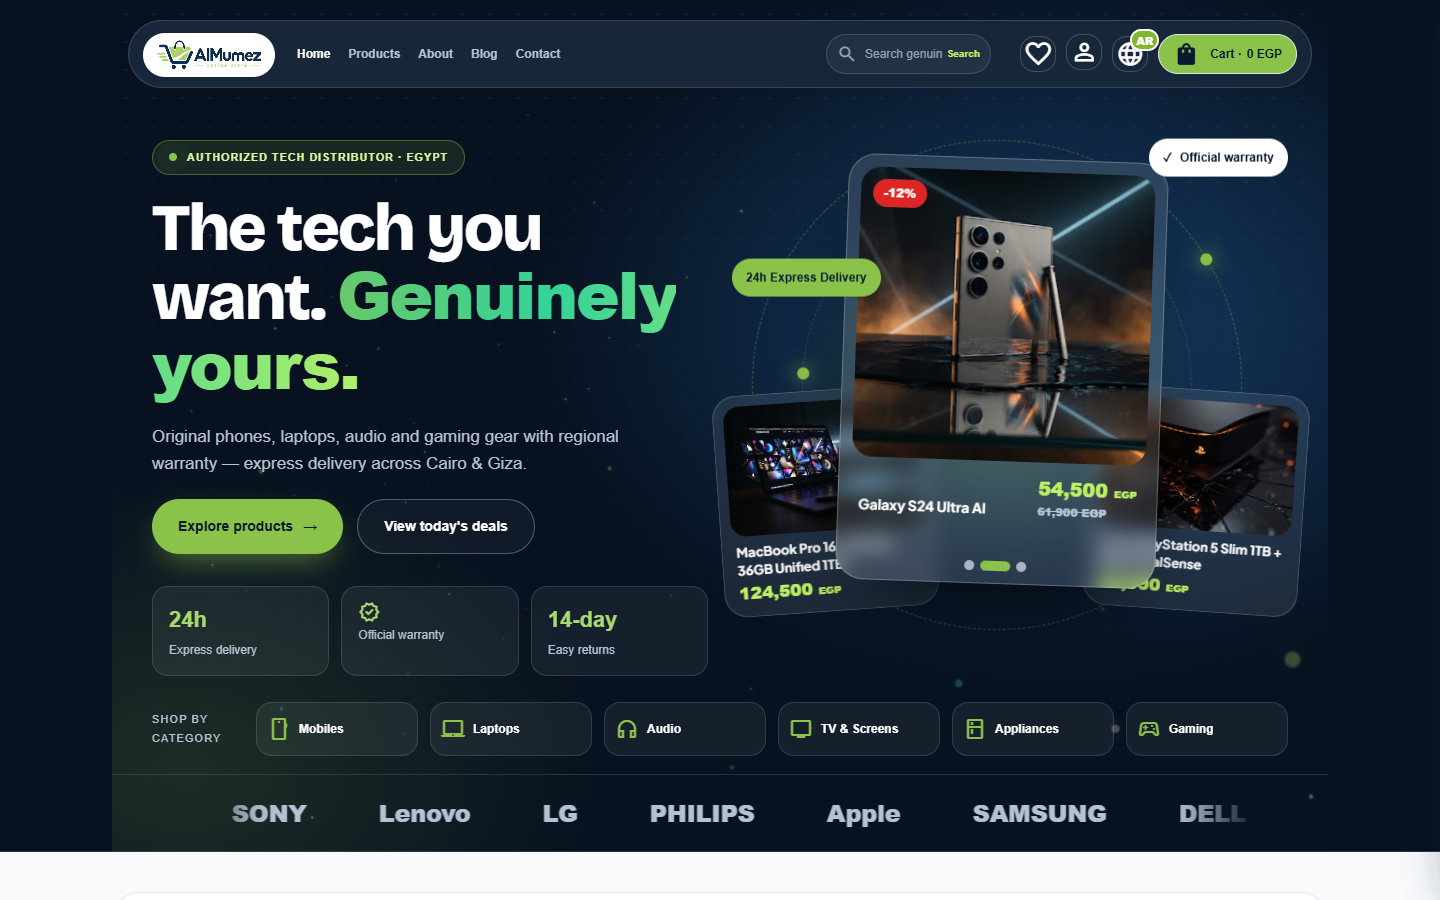 AlMumez
Home
Products
About
Blog
Contact
Search genuin
Search
AR
Cart · 0 EGP
AUTHORIZED TECH DISTRIBUTOR · EGYPT
The tech you
want. Genuinely
yours.
Original phones, laptops, audio and gaming gear with regional
warranty — express delivery across Cairo & Giza.
Explore products →
View today's deals
24h
Express delivery
Official warranty
14-day
Easy returns
✓ Official warranty
-12%
24h Express Delivery
Galaxy S24 Ultra AI
54,500 EGP
61,900 EGP
MacBook Pro 16
36GB Unified 1TB
124,500 EGP
yStation 5 Slim 1TB +
alSense
EGP
SHOP BY
CATEGORY
Mobiles
Laptops
Audio
TV & Screens
Appliances
Gaming
SONY
Lenovo
LG
PHILIPS
Apple
SAMSUNG
DELL